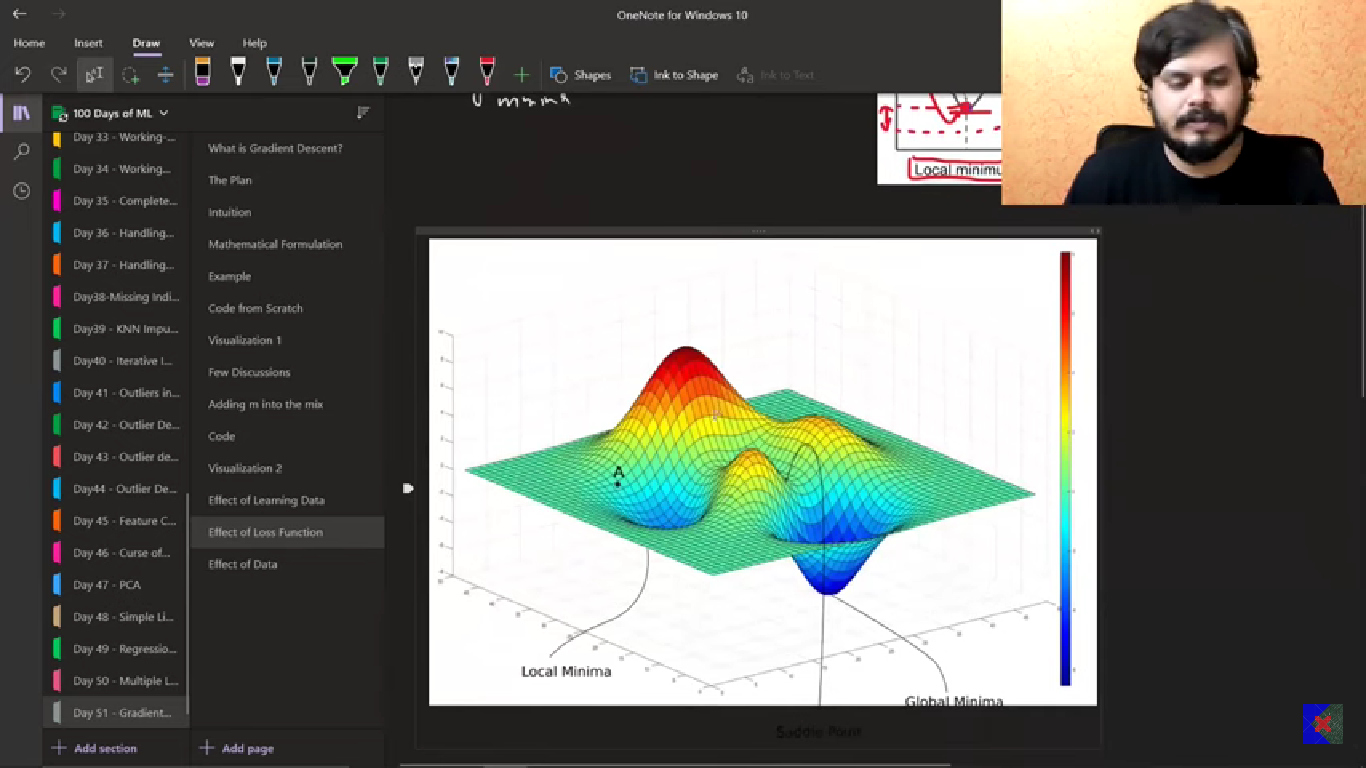 OneNote for Windows 10
Home Insert Draw View Help
Shapes Ink to Shape Ink to Text
100 Days of ML
Day 33 - Working-...
Day 34 - Working...
Day 35 - Complete...
Day 36 - Handling...
Day 37 - Handling...
Day38-Missing Indi...
Day39 - KNN Impu...
Day40 - Iterative I...
Day 41 - Outliers in...
Day 42 - Outlier De...
Day 43 - Outlier de...
Day44 - Outlier De...
Day 45 - Feature C...
Day 46 - Curse of...
Day 47 - PCA
Day 48 - Simple Li...
Day 49 - Regressio...
Day 50 - Multiple L...
Day 51 - Gradient...
Add section
What is Gradient Descent?
The Plan
Intuition
Mathematical Formulation
Example
Code from Scratch
Visualization 1
Few Discussions
Adding m into the mix
Code
Visualization 2
Effect of Learning Data
Effect of Loss Function
Effect of Data
Add page
Local minimu
A
Local Minima
Global Minima
Saddle Point